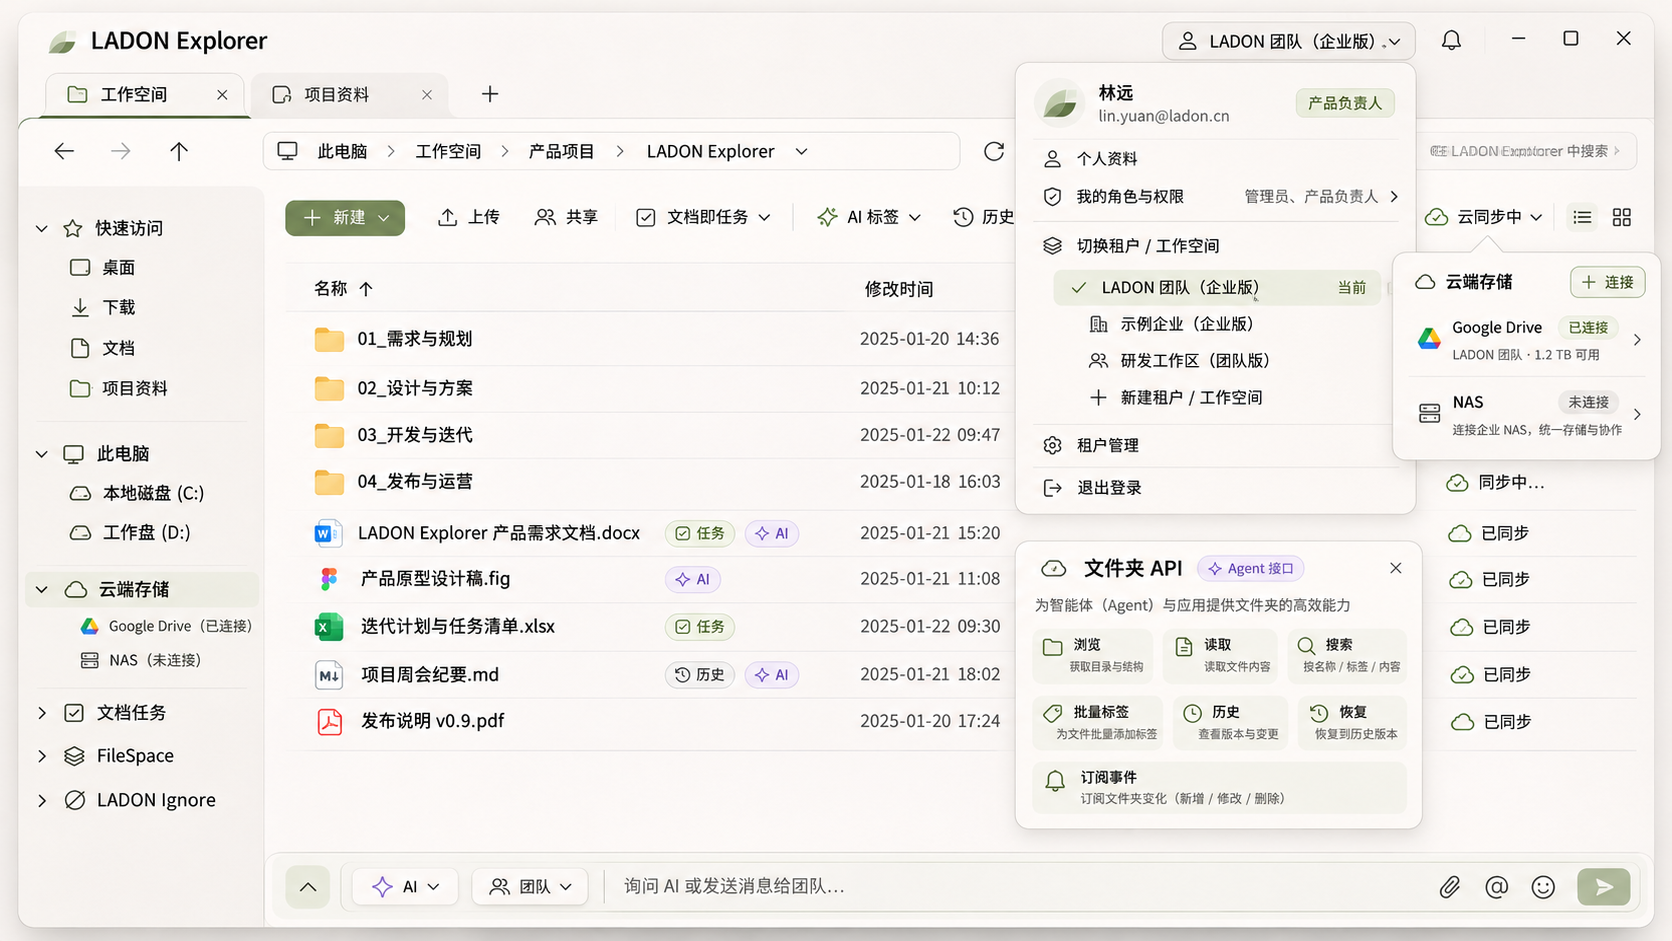 LADON Explorer
LADON 团队（企业版）
工作空间
项目资料
此电脑 > 工作空间 > 产品项目 > LADON Explorer
LADON Explorer 中搜索
新建
上传
共享
文档即任务
AI 标签
历史
云同步中
快速访问
桌面
下载
文档
项目资料
此电脑
本地磁盘 (C:)
工作盘 (D:)
云端存储
Google Drive（已连接）
NAS（未连接）
文档任务
FileSpace
LADON Ignore
名称
修改时间
01_需求与规划 2025-01-20 14:36
02_设计与方案 2025-01-21 10:12
03_开发与迭代 2025-01-22 09:47
04_发布与运营 2025-01-18 16:03 同步中...
LADON Explorer 产品需求文档.docx 任务 AI 2025-01-21 15:20 已同步
产品原型设计稿.fig AI 2025-01-21 11:08 已同步
迭代计划与任务清单.xlsx 任务 2025-01-22 09:30 已同步
项目周会纪要.md 历史 AI 2025-01-21 18:02 已同步
发布说明 v0.9.pdf 2025-01-20 17:24 已同步
林远
lin.yuan@ladon.cn
产品负责人
个人资料
我的角色与权限 管理员、产品负责人
切换租户 / 工作空间
LADON 团队（企业版） 当前
示例企业（企业版）
研发工作区（团队版）
新建租户 / 工作空间
租户管理
退出登录
云端存储 连接
Google Drive 已连接
LADON 团队 · 1.2 TB 可用
NAS 未连接
连接企业 NAS，统一存储与协作
文件夹 API Agent 接口
为智能体（Agent）与应用提供文件夹的高效能力
浏览
获取目录与结构
读取
读取文件内容
搜索
按名称 / 标签 / 内容
批量标签
为文件批量添加标签
历史
查看版本与变更
恢复
恢复到历史版本
订阅事件
订阅文件夹变化（新增 / 修改 / 删除）
AI
团队
询问 AI 或发送消息给团队...